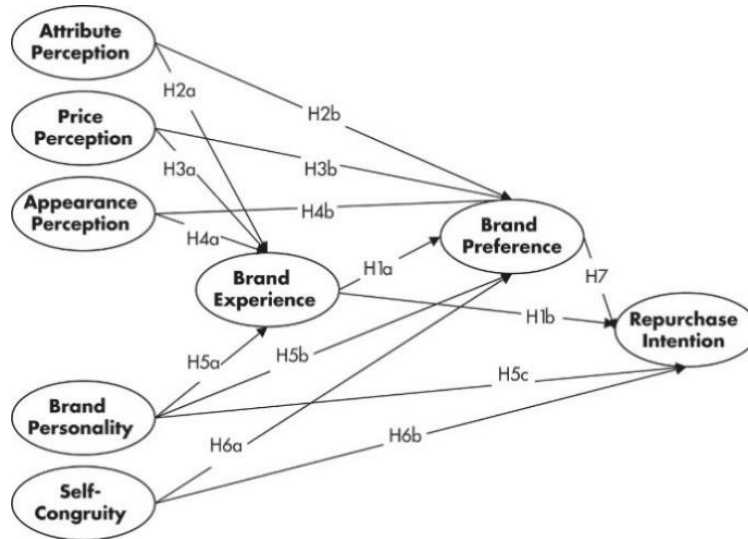 Attribute
Perception
H2a
H2b
Price
Perception
H3a
H3b
Appearance
Perception
H4b
H4a
Brand
Preference
H1a
Brand
Experience
H7
H1b
Repurchase
Intention
H5a
H5b
H5c
Brand
Personality
H6a
H6b
Self-
Congruity